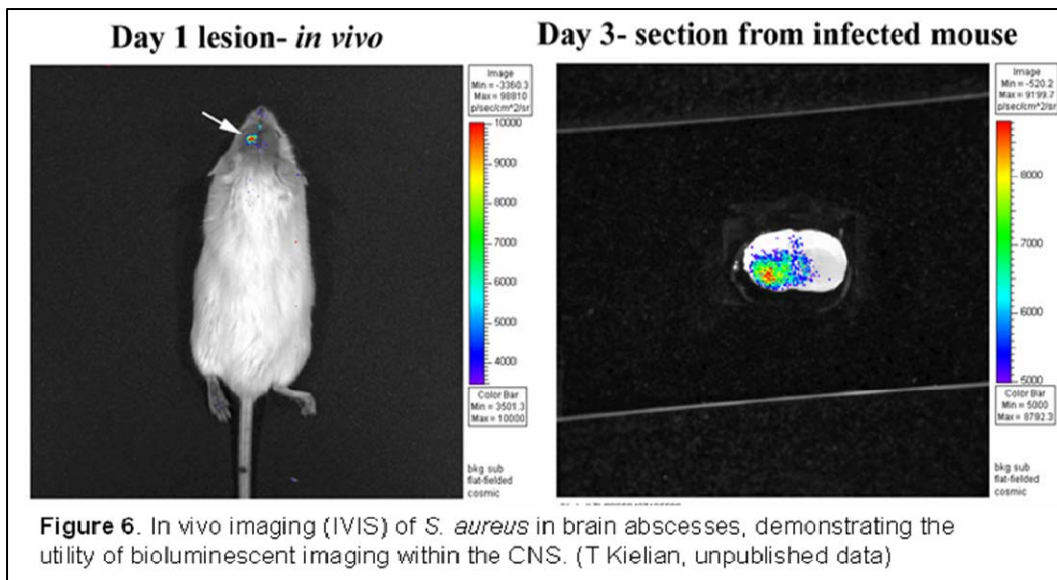 Day 1 lesion- in vivo
Day 3- section from infected mouse
Image
Min = -3360.3
Max = 98810
p/sec/cm^2/sr
10000
9000
8000
7000
6000
5000
4000
Color Bar
Min = 3501.3
Max = 10000
bkg sub
flat-fielded
cosmic
Image
Min = -520.2
Max = 9199.7
p/sec/cm^2/sr
8000
7000
6000
5000
Color Bar
Min = 5000
Max = 8792.3
bkg sub
flat-fielded
cosmic
Figure 6. In vivo imaging (IVIS) of S. aureus in brain abscesses, demonstrating the
utility of bioluminescent imaging within the CNS. (T Kielian, unpublished data)